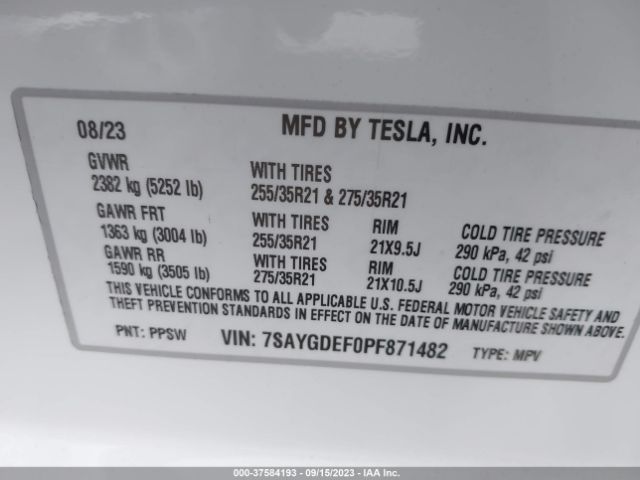 08/23 MFD BY TESLA, INC.
GVWR
2382 kg (5252 lb)
WITH TIRES
255/35R21 & 275/35R21
GAWR FRT
1363 kg (3004 lb)
WITH TIRES
255/35R21
RIM
21X9.5J
COLD TIRE PRESSURE
290 kPa, 42 psi
GAWR RR
1590 kg (3505 lb)
WITH TIRES
275/35R21
RIM
21X10.5J
COLD TIRE PRESSURE
290 kPa, 42 psi
THIS VEHICLE CONFORMS TO ALL APPLICABLE U.S. FEDERAL MOTOR VEHICLE SAFETY AND
THEFT PREVENTION STANDARDS IN EFFECT ON THE DATE OF MANUFACTURE SHOWN ABOVE.
PNT: PPSW VIN: 7SAYGDEF0PF871482 TYPE: MPV
000-37584193 - 09/15/2023 - IAA Inc.